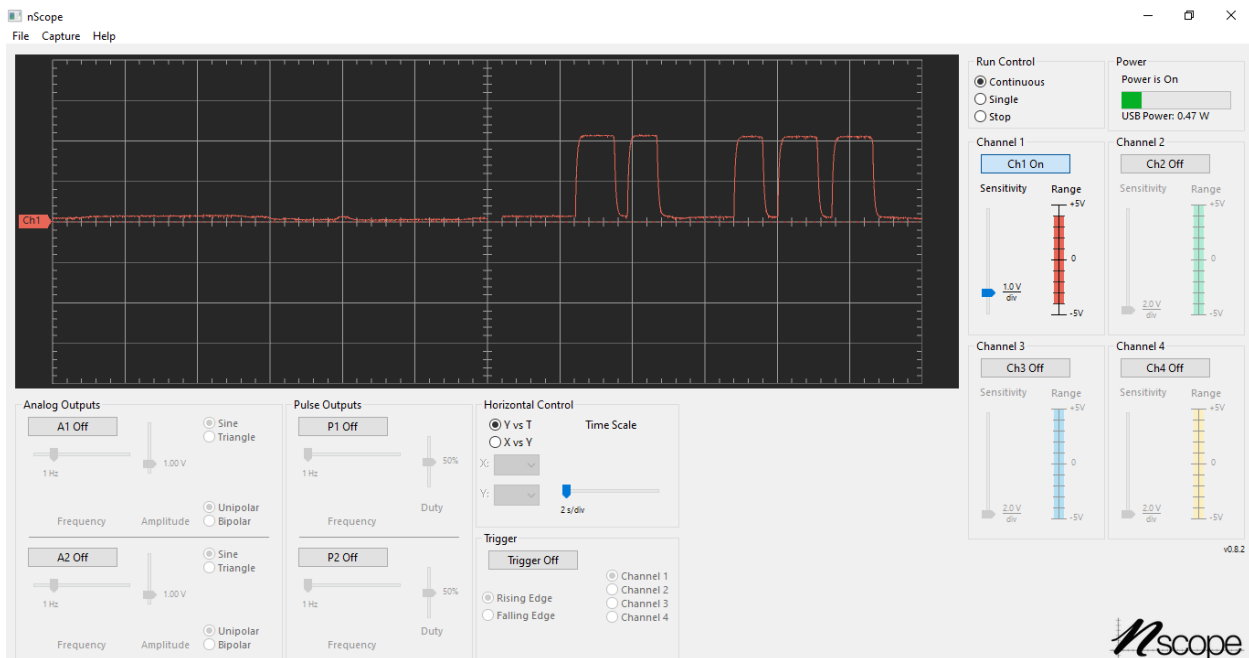 nScope
File Capture Help
Ch1
Run Control
Continuous
Single
Stop
Power
Power is On
USB Power: 0.47 W
Channel 1
Ch1 On
Sensitivity Range
+5V
0
-5V
1.0 V
div
Channel 2
Ch2 Off
Sensitivity Range
+5V
0
-5V
2.0 V
div
Channel 3
Ch3 Off
Sensitivity Range
+5V
0
-5V
2.0 V
div
Channel 4
Ch4 Off
Sensitivity Range
+5V
0
-5V
2.0 V
div
Analog Outputs
A1 Off
1 Hz
Frequency
1.00 V
Amplitude
Sine
Triangle
Unipolar
Bipolar
A2 Off
1 Hz
Frequency
1.00 V
Amplitude
Sine
Triangle
Unipolar
Bipolar
Pulse Outputs
P1 Off
1 Hz
Frequency
50%
Duty
P2 Off
1 Hz
Frequency
50%
Duty
Horizontal Control
Y vs T
X vs Y
Time Scale
X:
Y:
2 s/div
Trigger
Trigger Off
Rising Edge
Falling Edge
Channel 1
Channel 2
Channel 3
Channel 4
v0.8.2
nscope